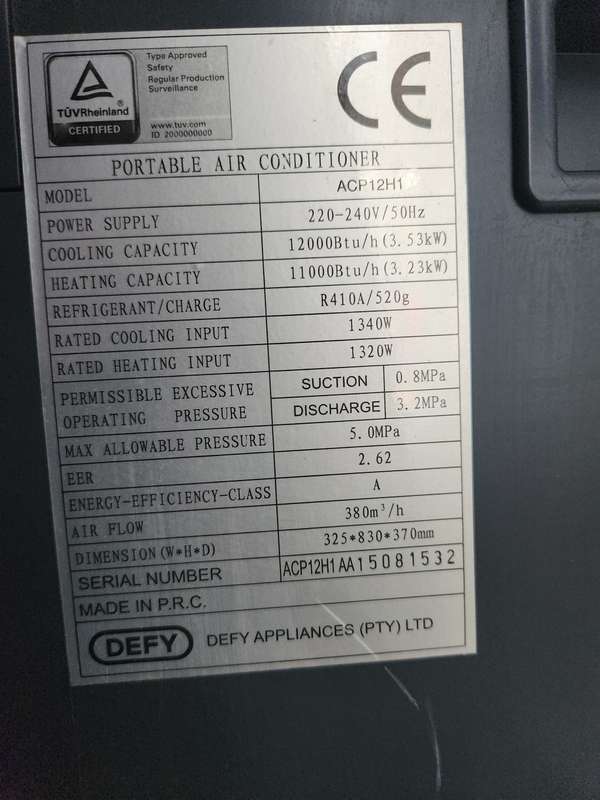 Type Approved
Safety
Regular Production
Surveillance
TÜVRheinland®
CERTIFIED
www.tuv.com
ID 2000000000
CE
PORTABLE AIR CONDITIONER
MODEL ACP12H1
POWER SUPPLY 220-240V/50Hz
COOLING CAPACITY 12000Btu/h(3.53kW)
HEATING CAPACITY 11000Btu/h(3.23kW)
REFRIGERANT/CHARGE R410A/520g
RATED COOLING INPUT 1340W
RATED HEATING INPUT 1320W
PERMISSIBLE EXCESSIVE SUCTION 0.8MPa
OPERATING PRESSURE DISCHARGE 3.2MPa
MAX ALLOWABLE PRESSURE 5.0MPa
EER 2.62
ENERGY-EFFICIENCY-CLASS A
AIR FLOW 380m³/h
DIMENSION(W*H*D) 325*830*370mm
SERIAL NUMBER ACP12H1AA15081532
MADE IN P.R.C.
DEFY DEFY APPLIANCES (PTY) LTD